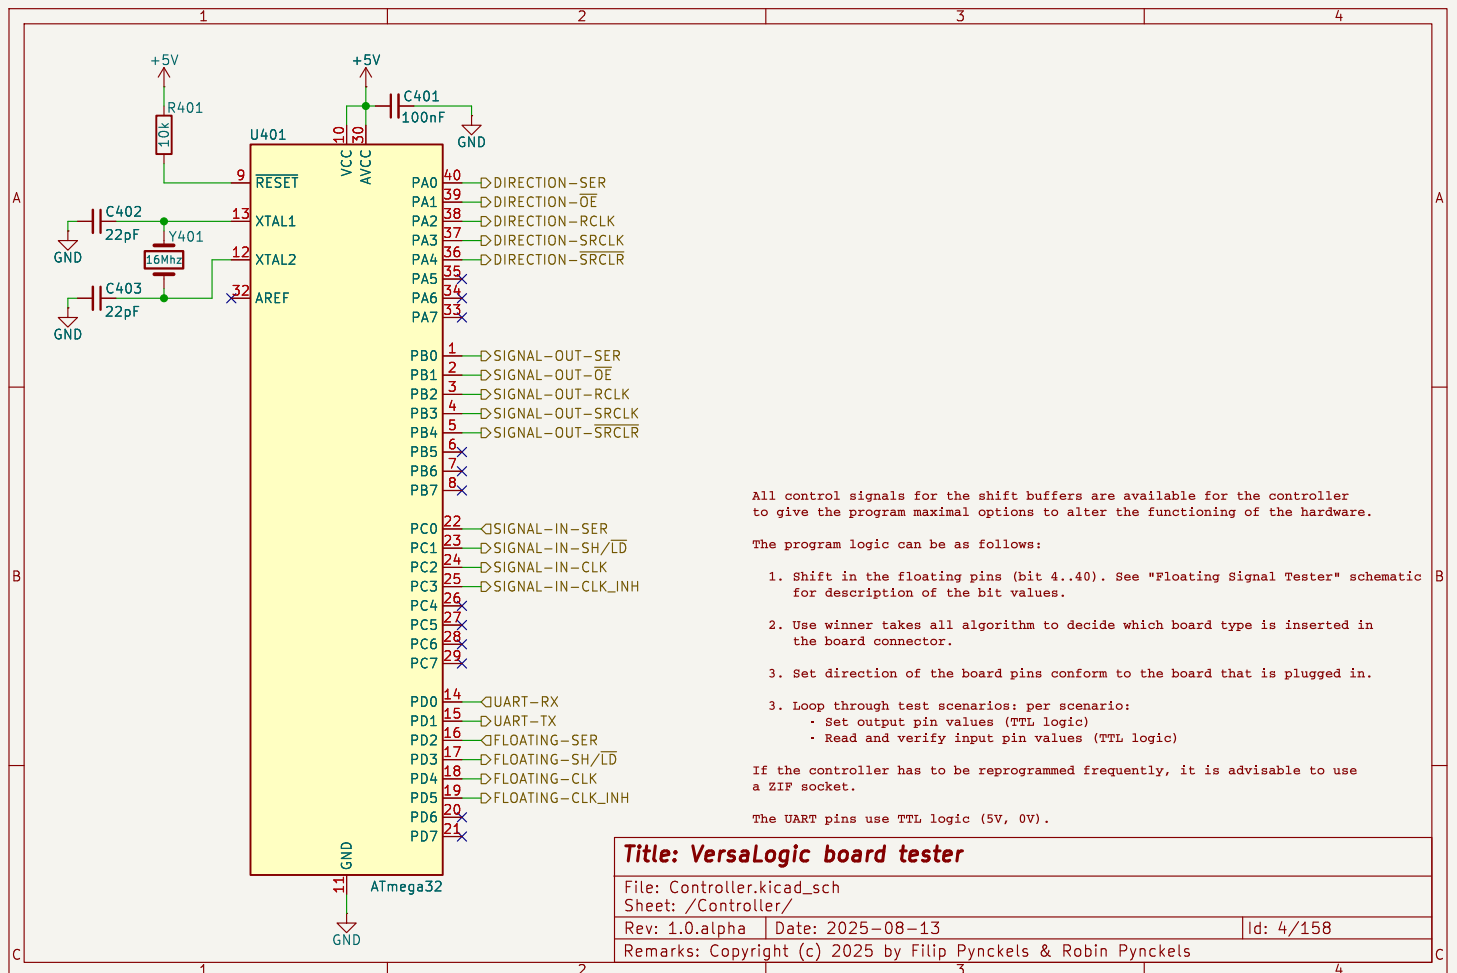 1 2 3 4
+5V
+5V
R401
10k
C401
100nF
GND
U401
10
30
VCC
AVCC
9 RESET
13 XTAL1
12 XTAL2
32 AREF
C402
22pF
GND
Y401
16Mhz
C403
22pF
GND
PA0 40 DIRECTION-SER
PA1 39 DIRECTION-OE
PA2 38 DIRECTION-RCLK
PA3 37 DIRECTION-SRCLK
PA4 36 DIRECTION-SRCLR
PA5 35
PA6 34
PA7 33
PB0 1 SIGNAL-OUT-SER
PB1 2 SIGNAL-OUT-OE
PB2 3 SIGNAL-OUT-RCLK
PB3 4 SIGNAL-OUT-SRCLK
PB4 5 SIGNAL-OUT-SRCLR
PB5 6
PB6 7
PB7 8
PC0 22 SIGNAL-IN-SER
PC1 23 SIGNAL-IN-SH/LD
PC2 24 SIGNAL-IN-CLK
PC3 25 SIGNAL-IN-CLK_INH
PC4 26
PC5 27
PC6 28
PC7 29
PD0 14 UART-RX
PD1 15 UART-TX
PD2 16 FLOATING-SER
PD3 17 FLOATING-SH/LD
PD4 18 FLOATING-CLK
PD5 19 FLOATING-CLK_INH
PD6 20
PD7 21
GND
11
ATmega32
GND
A
B
C
A
B
C
All control signals for the shift buffers are available for the controller
to give the program maximal options to alter the functioning of the hardware.
The program logic can be as follows:
1. Shift in the floating pins (bit 4..40). See "Floating Signal Tester" schematic
for description of the bit values.
2. Use winner takes all algorithm to decide which board type is inserted in
the board connector.
3. Set direction of the board pins conform to the board that is plugged in.
3. Loop through test scenarios: per scenario:
- Set output pin values (TTL logic)
- Read and verify input pin values (TTL logic)
If the controller has to be reprogrammed frequently, it is advisable to use
a ZIF socket.
The UART pins use TTL logic (5V, 0V).
Title: VersaLogic board tester
File: Controller.kicad_sch
Sheet: /Controller/
Rev: 1.0.alpha Date: 2025-08-13 Id: 4/158
Remarks: Copyright (c) 2025 by Filip Pynckels & Robin Pynckels
1 2 3 4